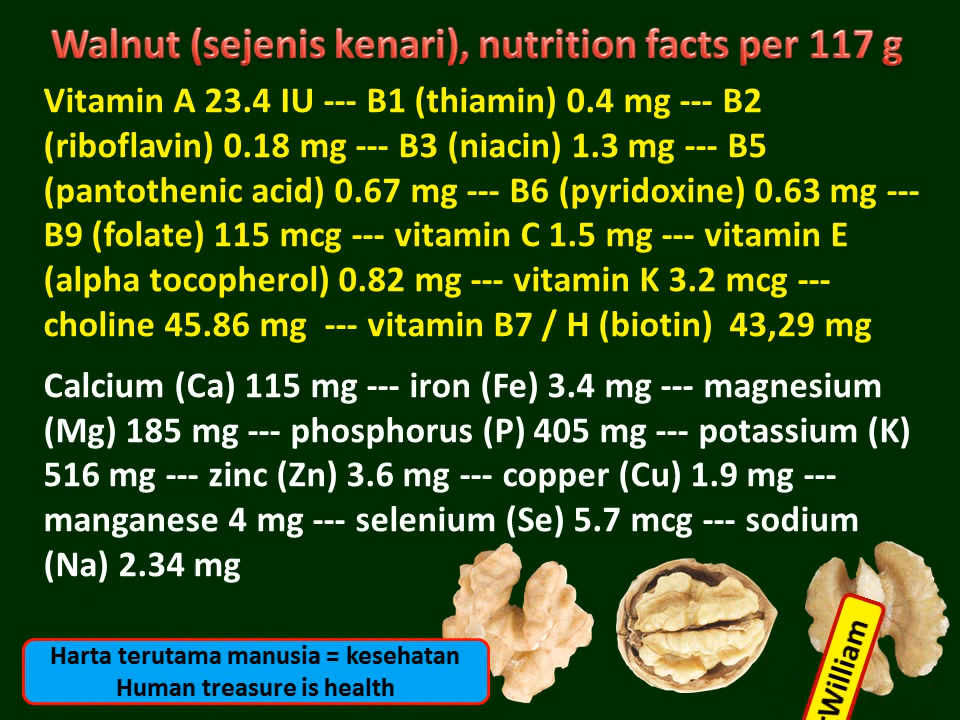 Walnut (sejenis kenari), nutrition facts per 117 g
Vitamin A 23.4 IU --- B1 (thiamin) 0.4 mg --- B2
(riboflavin) 0.18 mg --- B3 (niacin) 1.3 mg --- B5
(pantothenic acid) 0.67 mg --- B6 (pyridoxine) 0.63 mg ---
B9 (folate) 115 mcg --- vitamin C 1.5 mg --- vitamin E
(alpha tocopherol) 0.82 mg --- vitamin K 3.2 mcg ---
choline 45.86 mg --- vitamin B7 / H (biotin) 43,29 mg
Calcium (Ca) 115 mg --- iron (Fe) 3.4 mg --- magnesium
(Mg) 185 mg --- phosphorus (P) 405 mg --- potassium (K)
516 mg --- zinc (Zn) 3.6 mg --- copper (Cu) 1.9 mg ---
manganese 4 mg --- selenium (Se) 5.7 mcg --- sodium
(Na) 2.34 mg
Harta terutama manusia = kesehatan
Human treasure is health
William